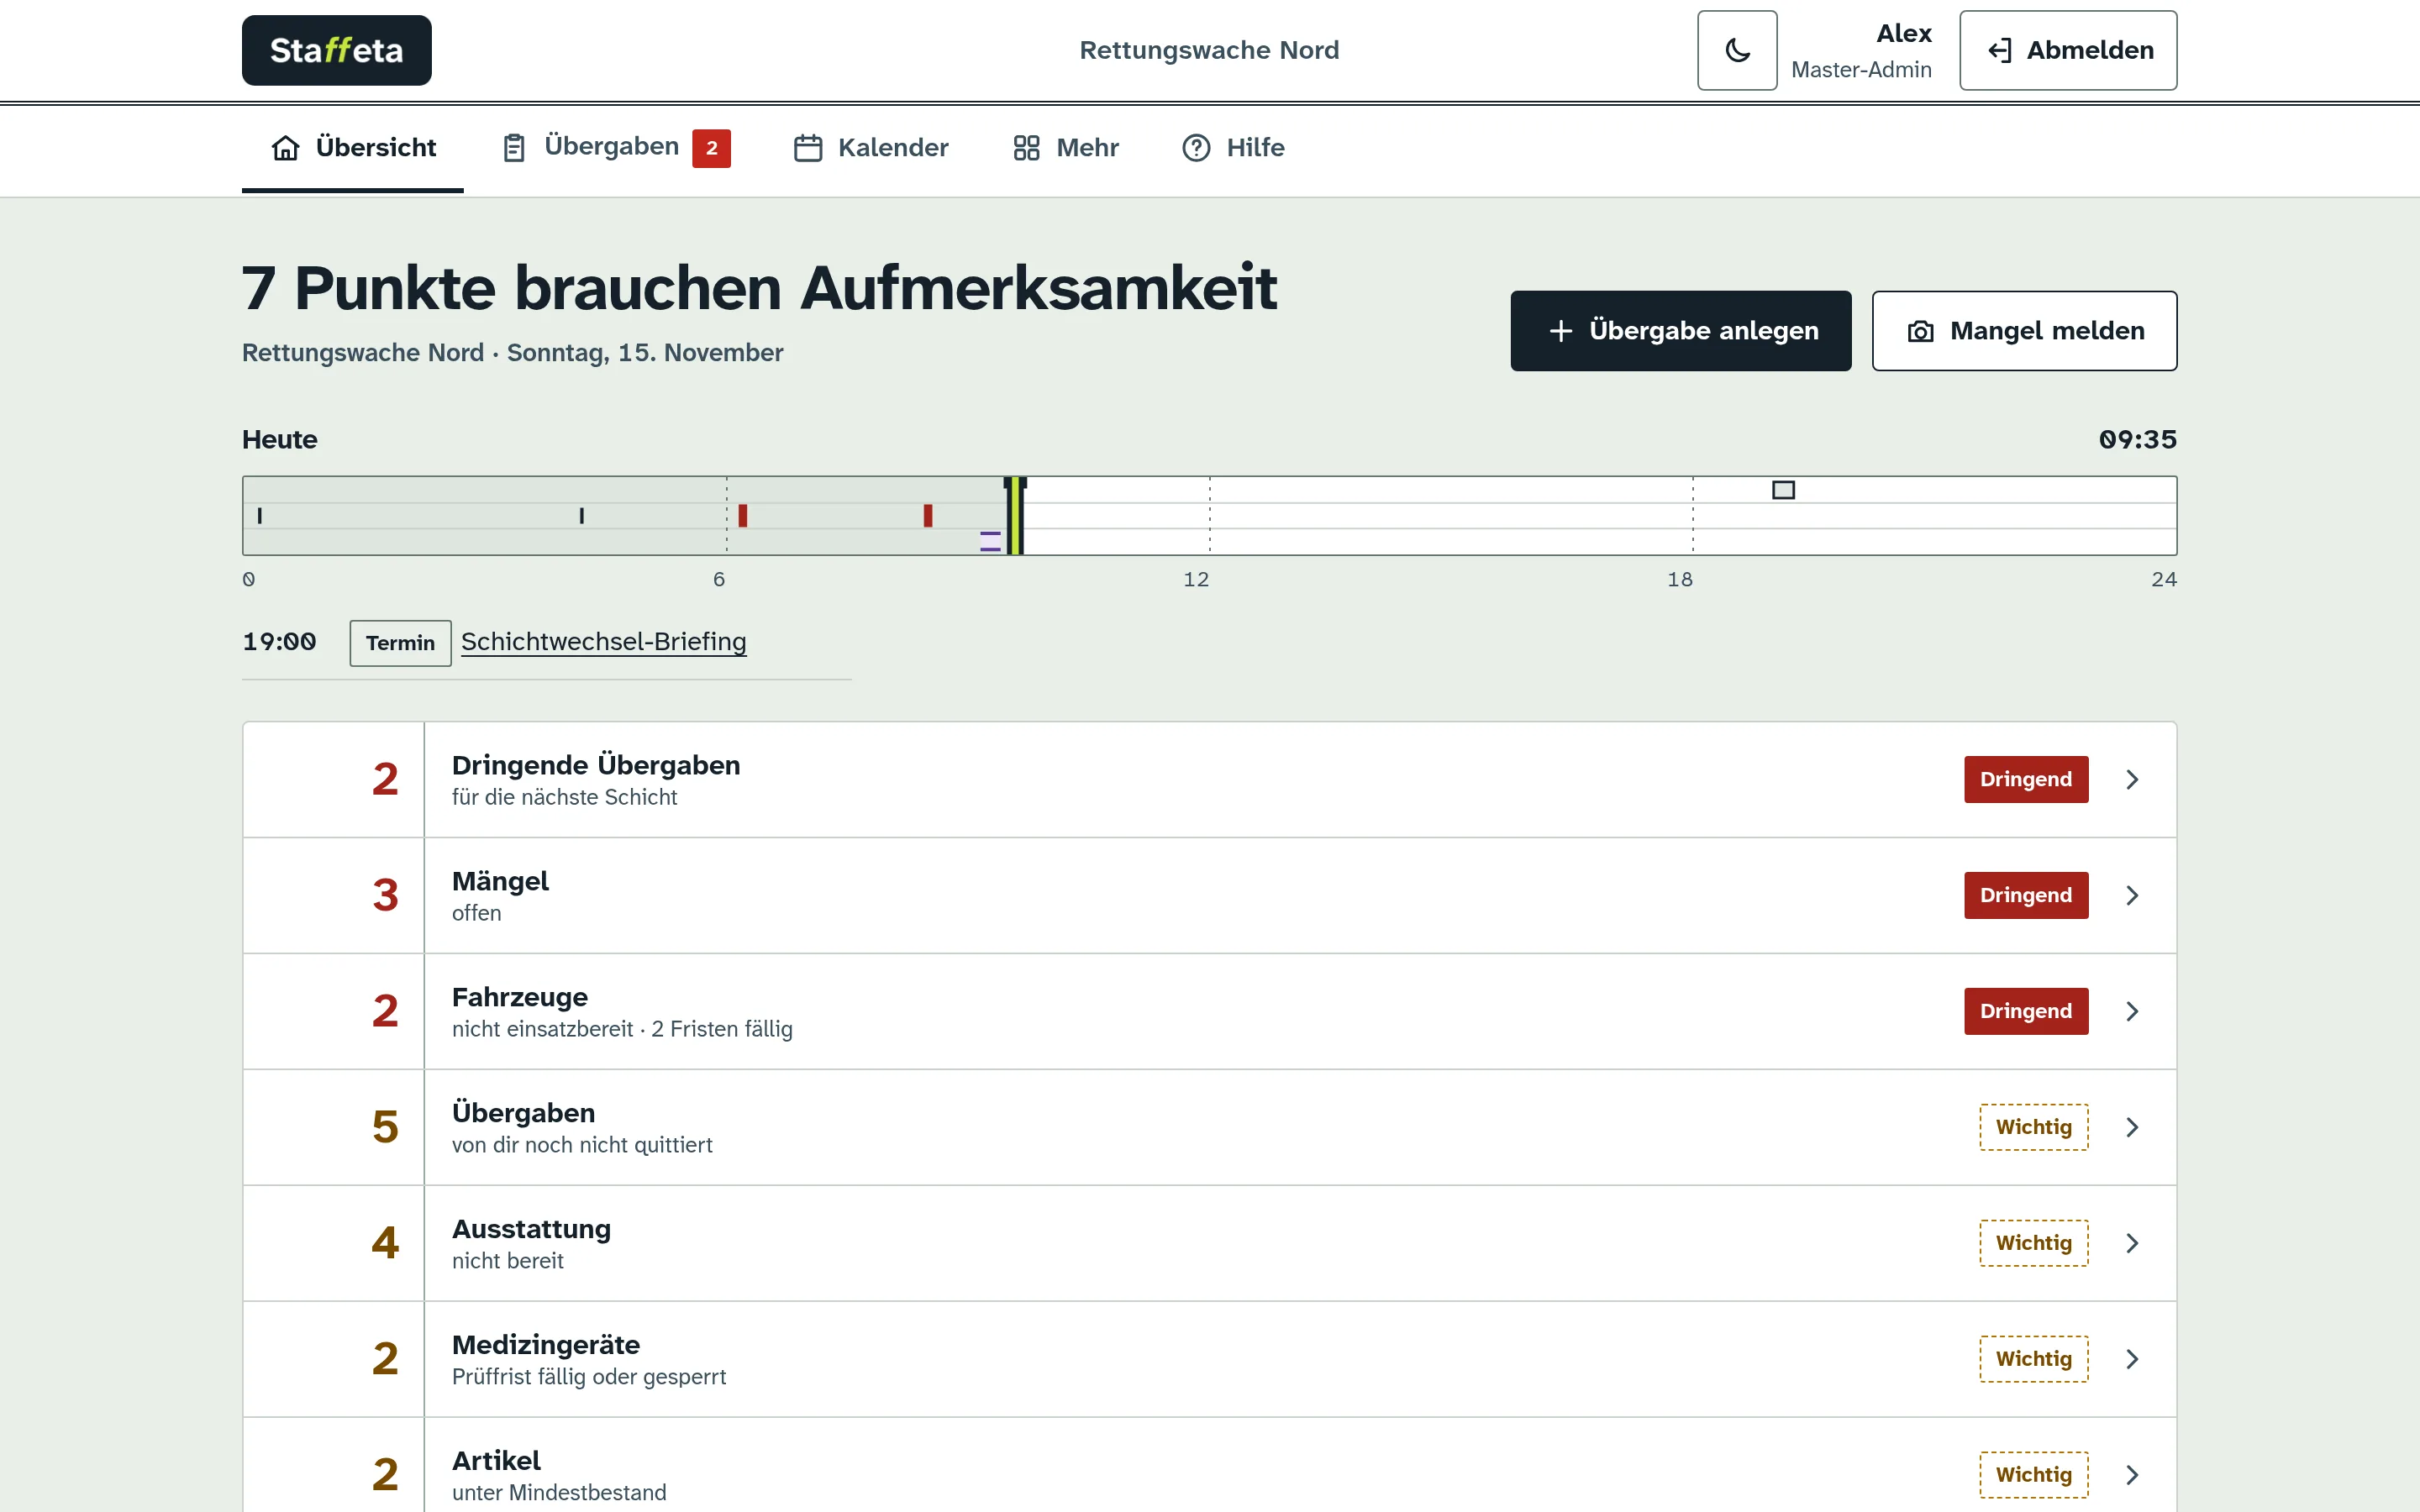 Staffeta
Rettungswache Nord
Alex
Master-Admin
Abmelden
Übersicht
Übergaben 2
Kalender
Mehr
Hilfe
7 Punkte brauchen Aufmerksamkeit
Rettungswache Nord · Sonntag, 15. November
Übergabe anlegen
Mangel melden
Heute
09:35
0 6 12 18 24
19:00 Termin Schichtwechsel-Briefing
2 Dringende Übergaben Dringend
für die nächste Schicht
3 Mängel Dringend
offen
2 Fahrzeuge Dringend
nicht einsatzbereit · 2 Fristen fällig
5 Übergaben Wichtig
von dir noch nicht quittiert
4 Ausstattung Wichtig
nicht bereit
2 Medizingeräte Wichtig
Prüffrist fällig oder gesperrt
2 Artikel Wichtig
unter Mindestbestand